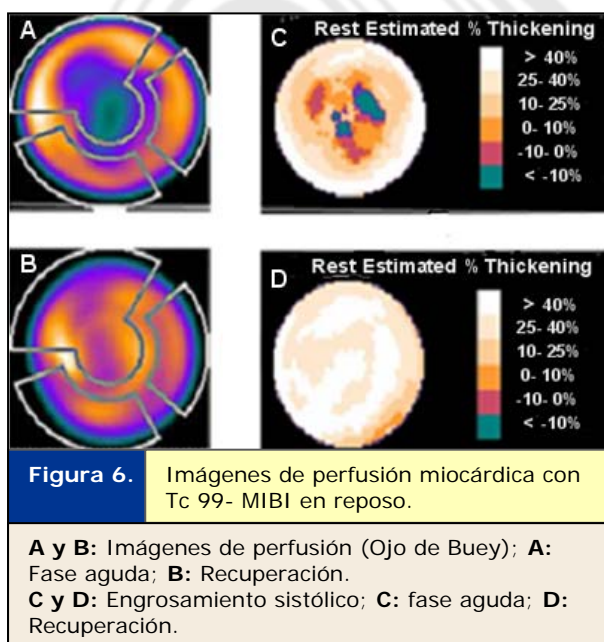 A
C
Rest Estimated % Thickening
> 40%
25- 40%
10- 25%
0- 10%
-10- 0%
< -10%
B
D
Rest Estimated % Thickening
> 40%
25- 40%
10- 25%
0- 10%
-10- 0%
< -10%
Figura 6.
Imágenes de perfusión miocárdica con
Tc 99- MIBI en reposo.
A y B: Imágenes de perfusión (Ojo de Buey); A:
Fase aguda; B: Recuperación.
C y D: Engrosamiento sistólico; C: fase aguda; D:
Recuperación.